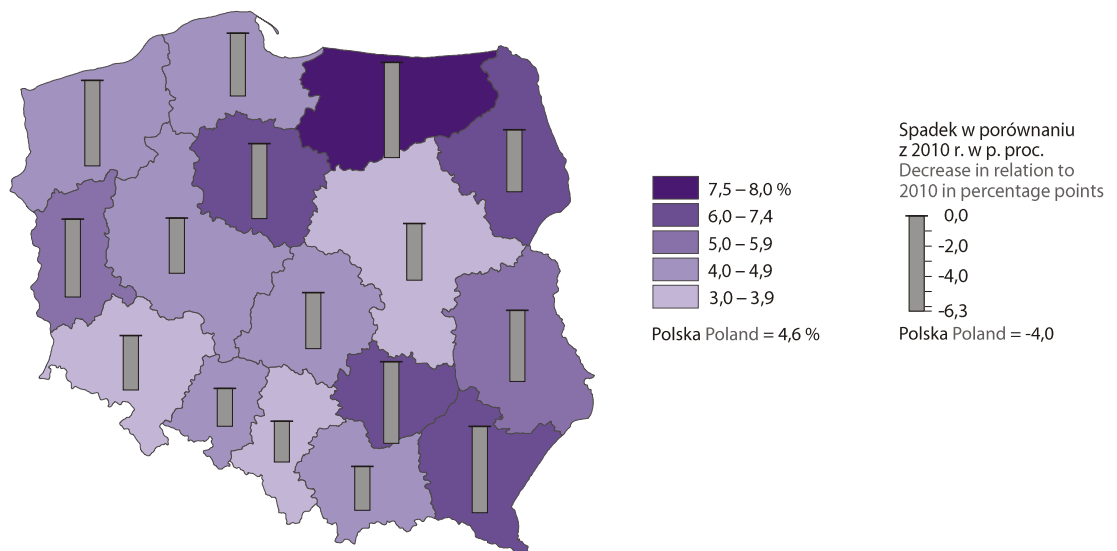 7,5 – 8,0 %
6,0 – 7,4
5,0 – 5,9
4,0 – 4,9
3,0 – 3,9
Polska Poland = 4,6 %
Spadek w porównaniu
z 2010 r. w p. proc.
Decrease in relation to
2010 in percentage points
0,0
-2,0
-4,0
-6,3
Polska Poland = -4,0